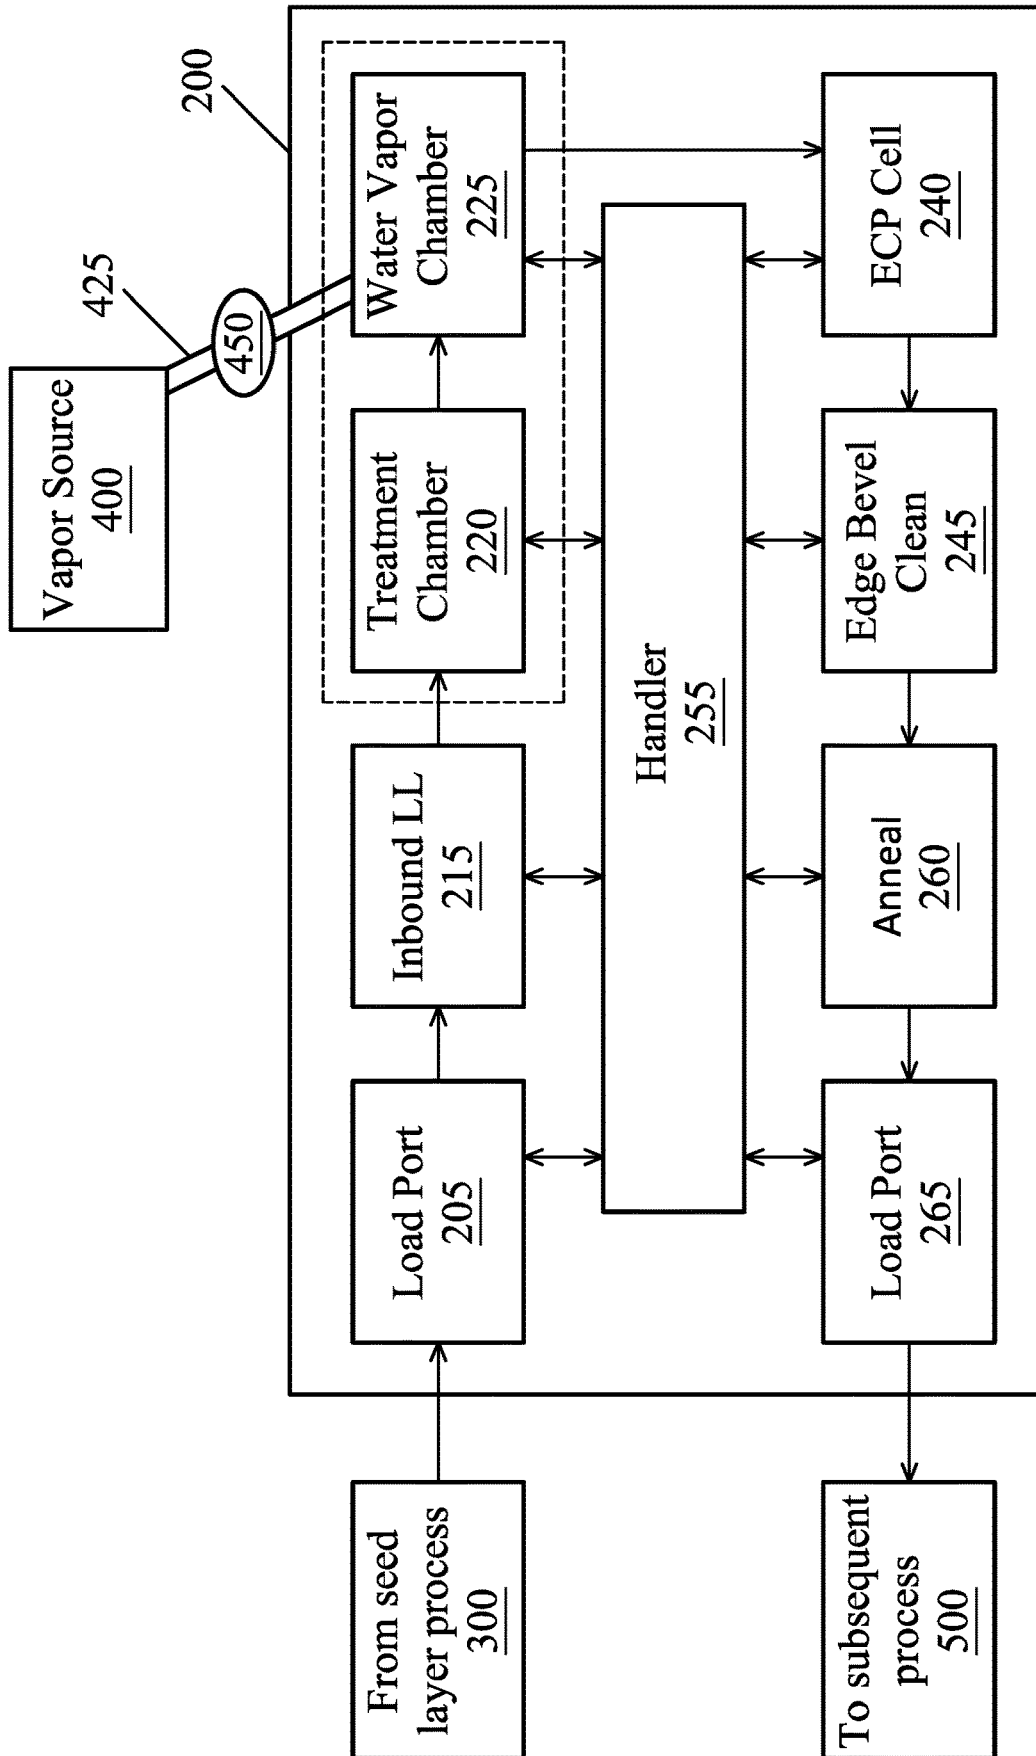 Vapor Source
400
425
450
200
From seed
layer process
300
Load Port
205
Inbound LL
215
Treatment
Chamber
220
Water Vapor
Chamber
225
Handler
255
To subsequent
process
500
Load Port
265
Anneal
260
Edge Bevel
Clean
245
ECP Cell
240